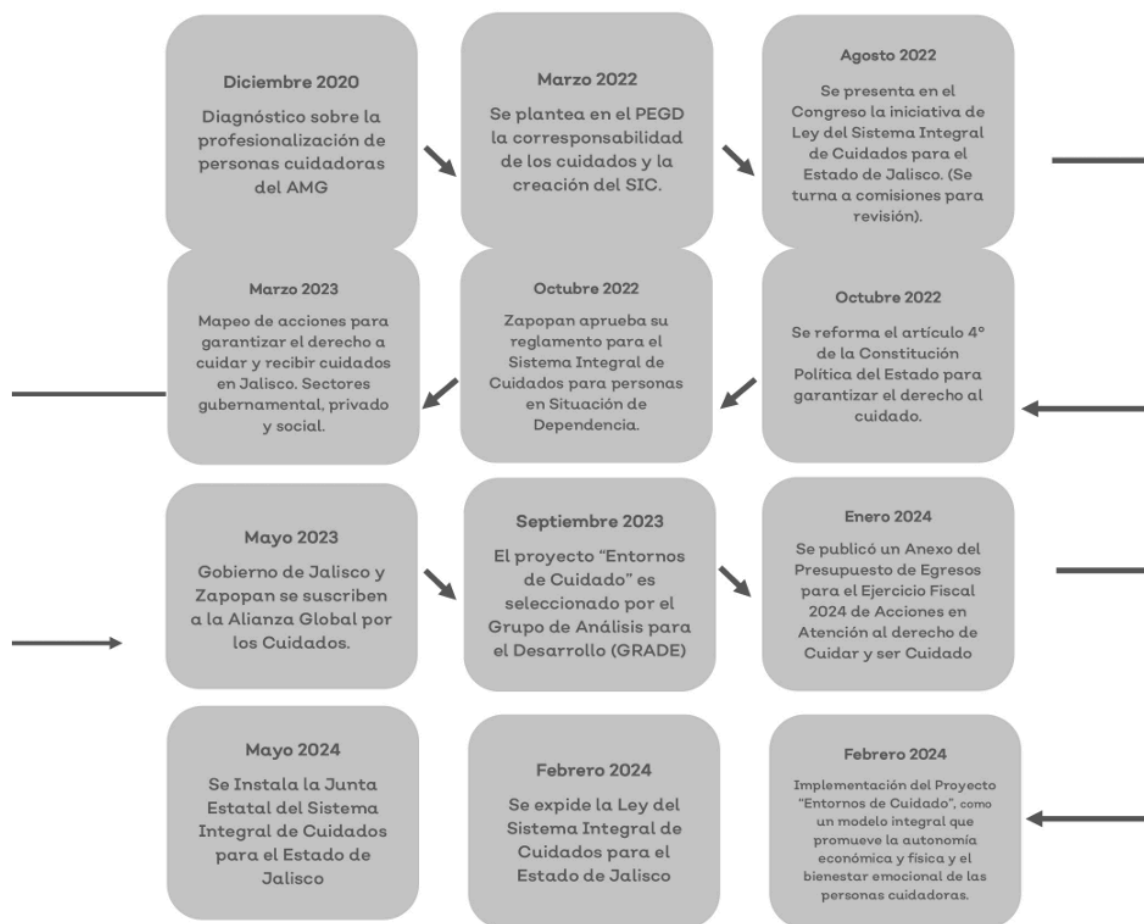 Diciembre 2020
Diagnóstico sobre la
profesionalización de
personas cuidadoras
del AMG
Marzo 2022
Se plantea en el PEGD
la corresponsabilidad
de los cuidados y la
creación del SIC.
Agosto 2022
Se presenta en el
Congreso la iniciativa de
Ley del Sistema Integral
de Cuidados para el
Estado de Jalisco. (Se
turna a comisiones para
revisión).
Octubre 2022
Se reforma el artículo 4°
de la Constitución
Política del Estado para
garantizar el derecho al
cuidado.
Octubre 2022
Zapopan aprueba su
reglamento para el
Sistema Integral de
Cuidados para personas
en Situación de
Dependencia.
Marzo 2023
Mapeo de acciones para
garantizar el derecho a
cuidar y recibir cuidados
en Jalisco. Sectores
gubernamental, privado
y social.
Mayo 2023
Gobierno de Jalisco y
Zapopan se suscriben
a la Alianza Global por
los Cuidados.
Septiembre 2023
El proyecto “Entornos
de Cuidado” es
seleccionado por el
Grupo de Análisis para
el Desarrollo (GRADE)
Enero 2024
Se publicó un Anexo del
Presupuesto de Egresos
para el Ejercicio Fiscal
2024 de Acciones en
Atención al derecho de
Cuidar y ser Cuidado
Febrero 2024
Implementación del Proyecto
“Entornos de Cuidado”, como
un modelo integral que
promueve la autonomía
económica y física y el
bienestar emocional de las
personas cuidadoras.
Febrero 2024
Se expide la Ley del
Sistema Integral de
Cuidados para el
Estado de Jalisco
Mayo 2024
Se Instala la Junta
Estatal del Sistema
Integral de Cuidados
para el Estado de
Jalisco